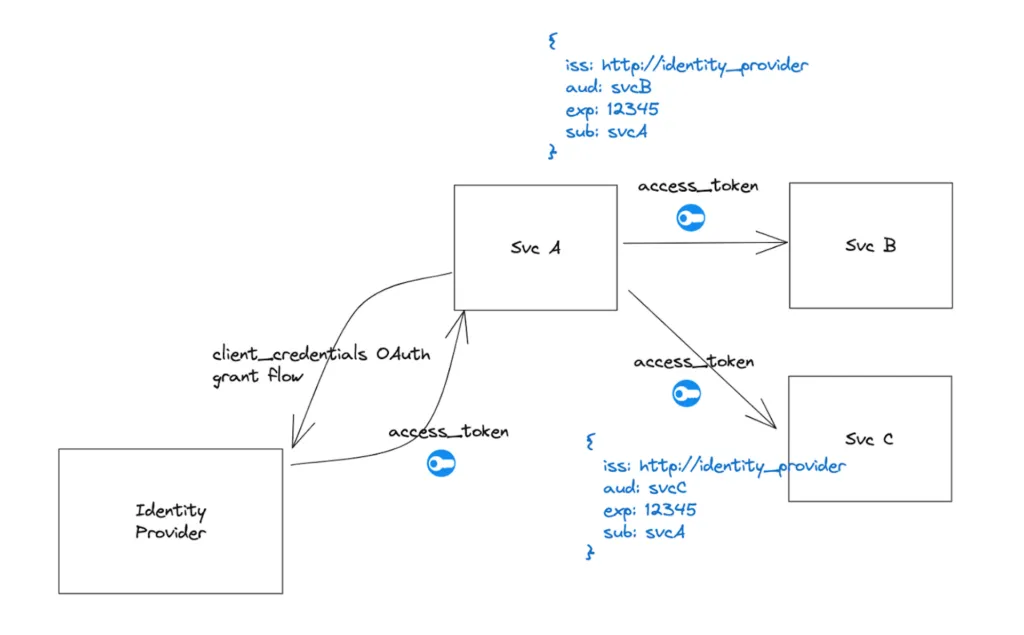 {
iss: http://identity_provider
aud: svcB
exp: 12345
sub: svcA
}
access_token
Svc A
Svc B
client_credentials OAuth
grant flow
access_token
access_token
Svc C
{
iss: http://identity_provider
aud: svcC
exp: 12345
sub: svcA
}
Identity
Provider